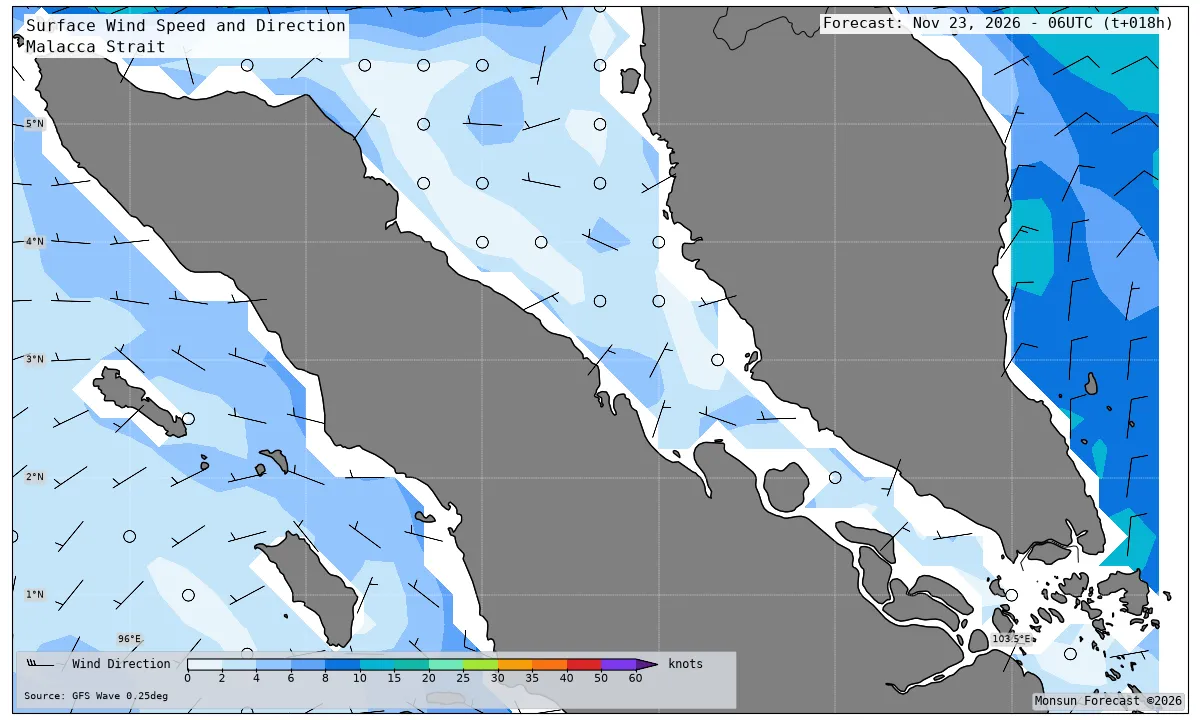 Surface Wind Speed and Direction
Malacca Strait
Forecast: Nov 23, 2026 - 06UTC (t+018h)
5°N
4°N
3°N
2°N
1°N
96°E
103.5°E
Wind Direction
0 2 4 6 8 10 15 20 25 30 35 40 50 60
knots
Source: GFS Wave 0.25deg
Monsun Forecast ©2026